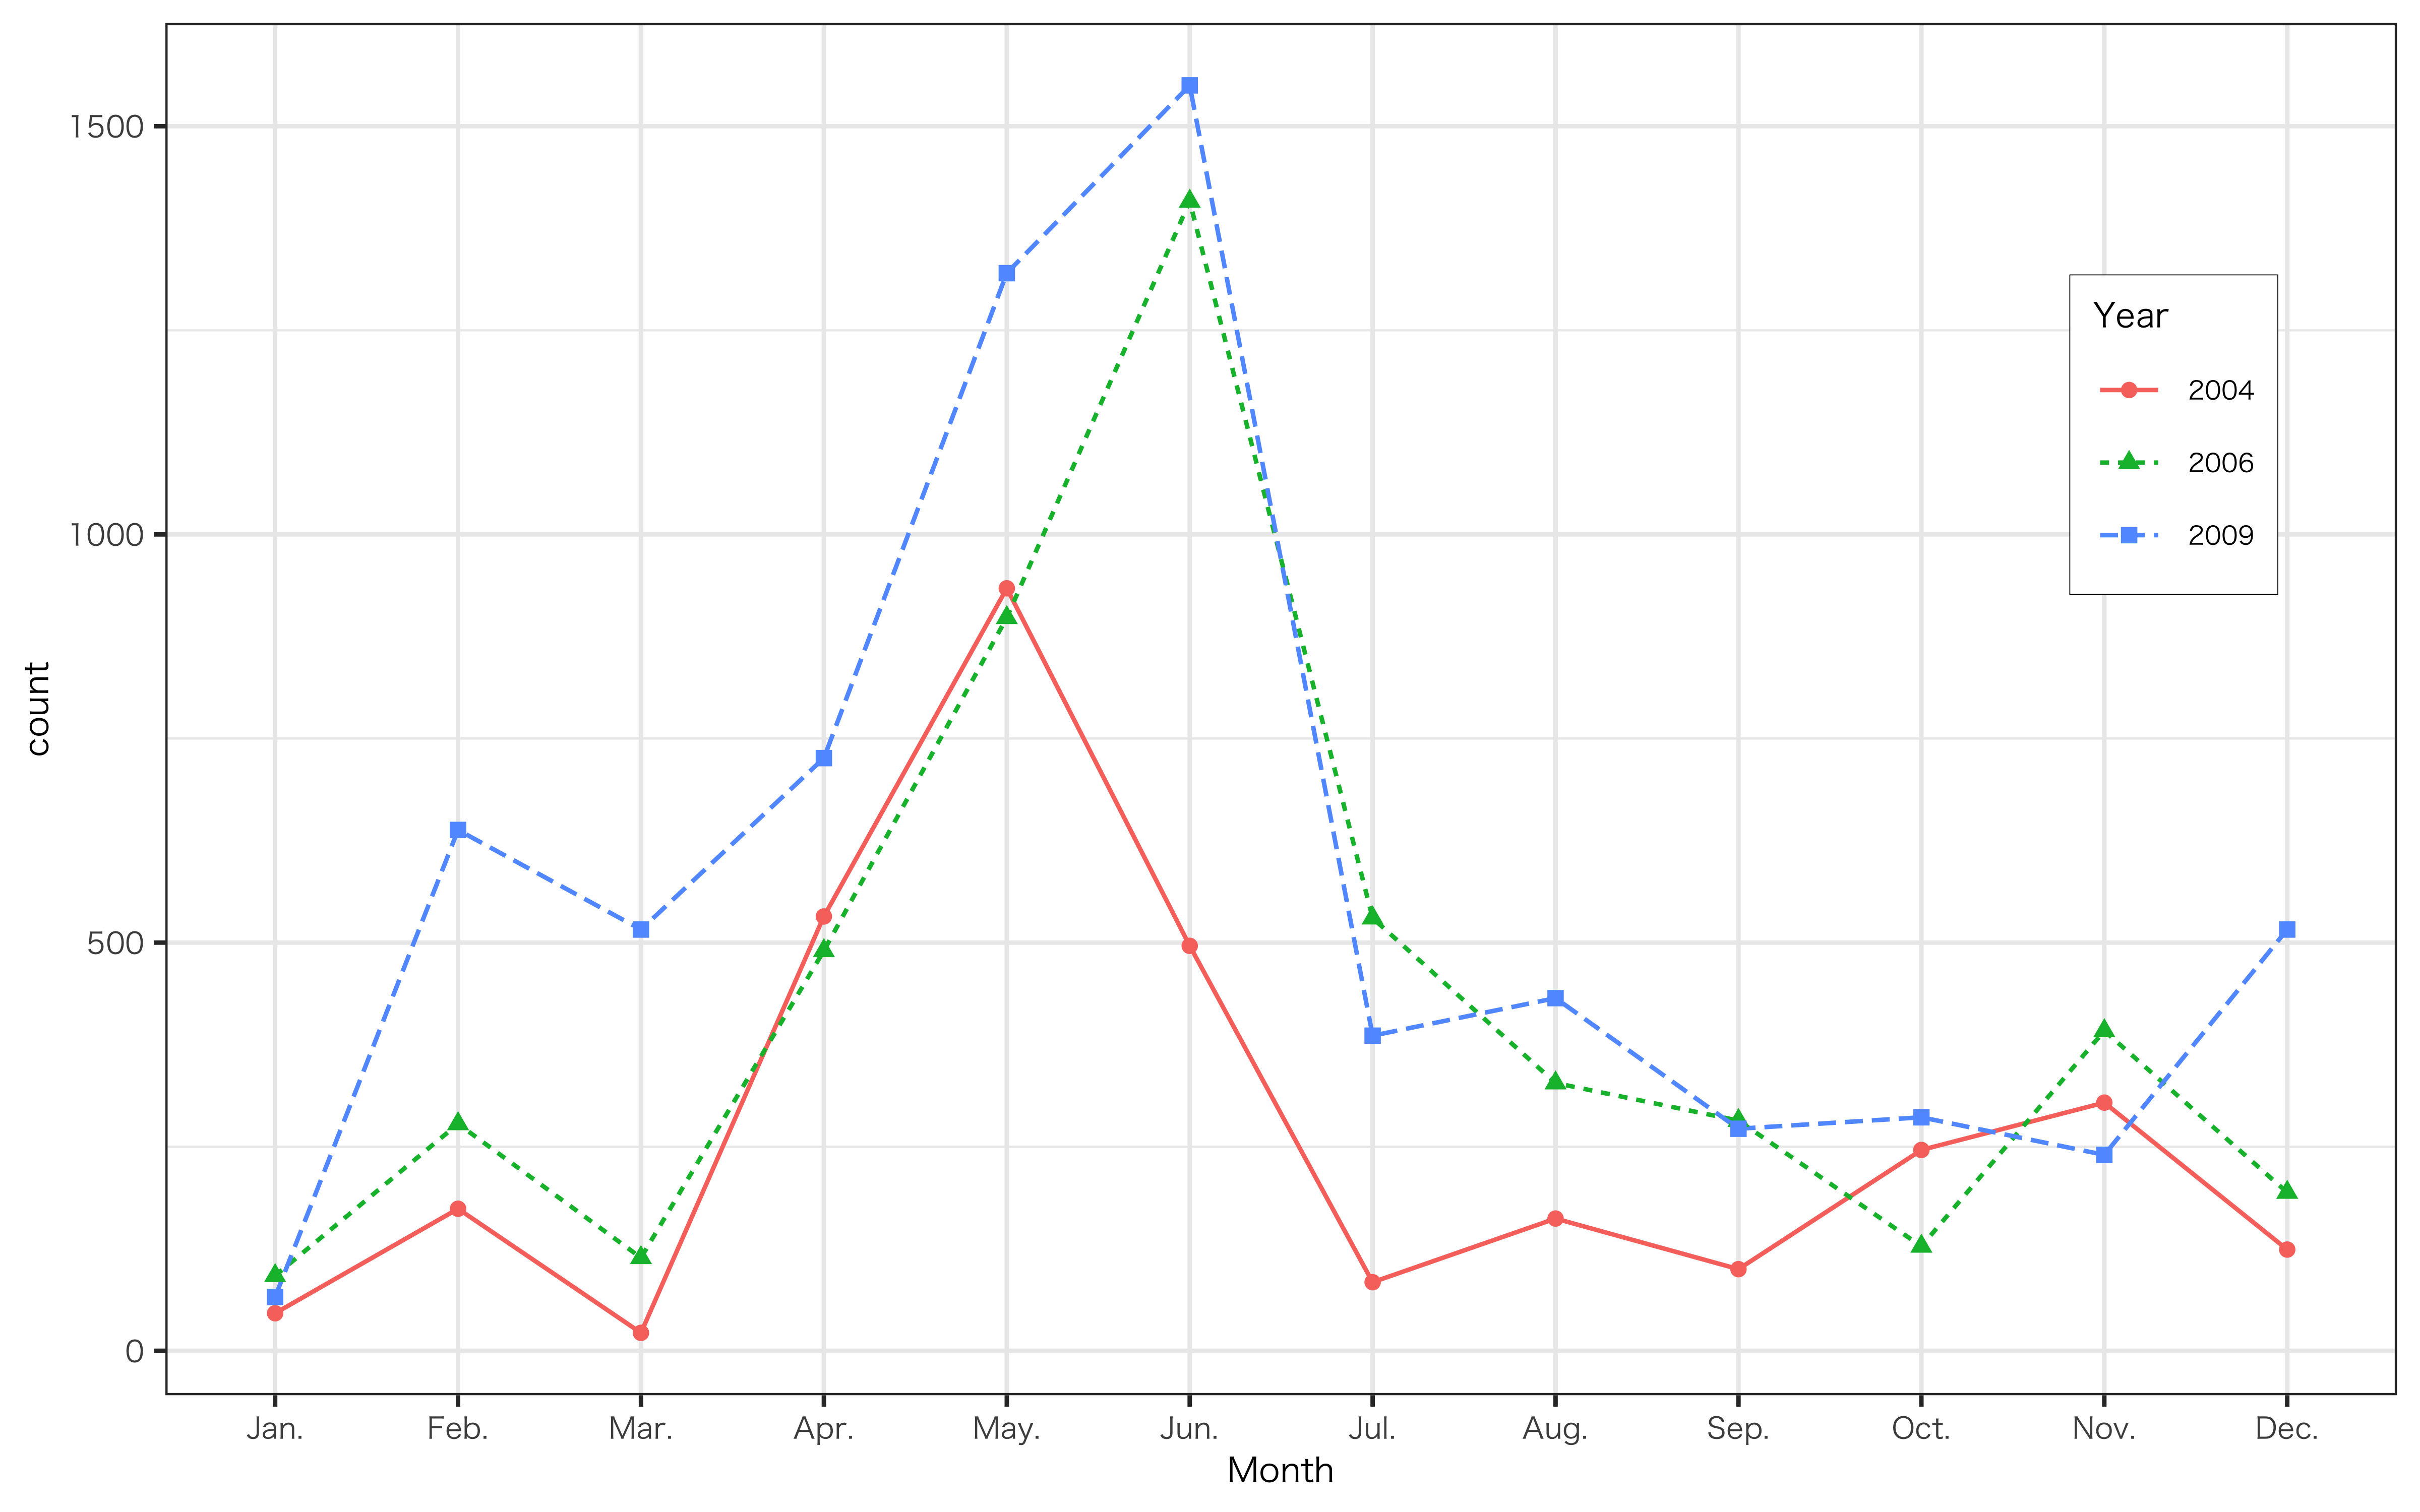 1500
1000
500
0
count
Jan. Feb. Mar. Apr. May. Jun. Jul. Aug. Sep. Oct. Nov. Dec.
Month
Year
2004
2006
2009